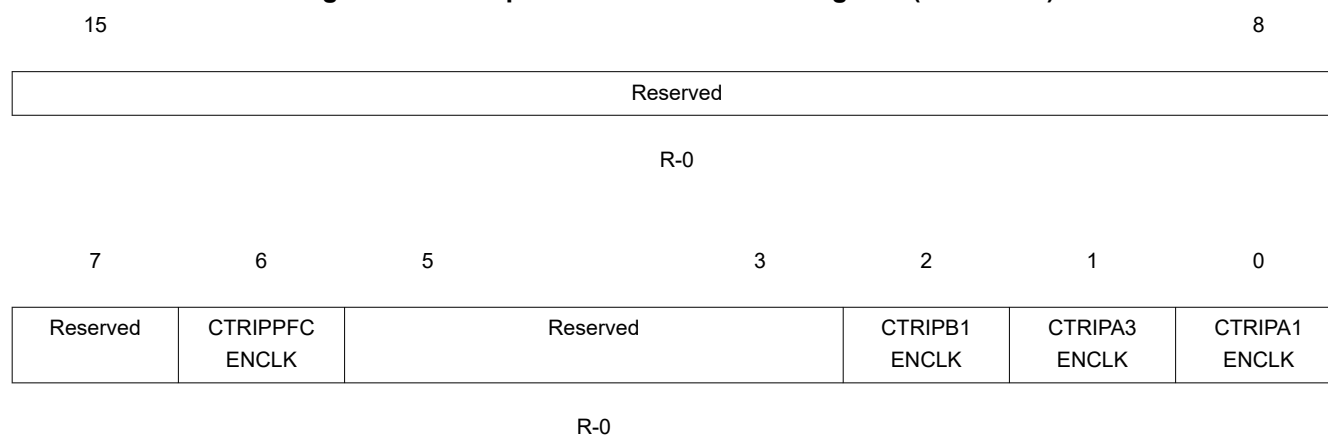 15 8
Reserved
R-0
7 6 5 3 2 1 0
Reserved CTRIPPFC Reserved CTRIPB1 CTRIPA3 CTRIPA1
ENCLK ENCLK ENCLK ENCLK
R-0